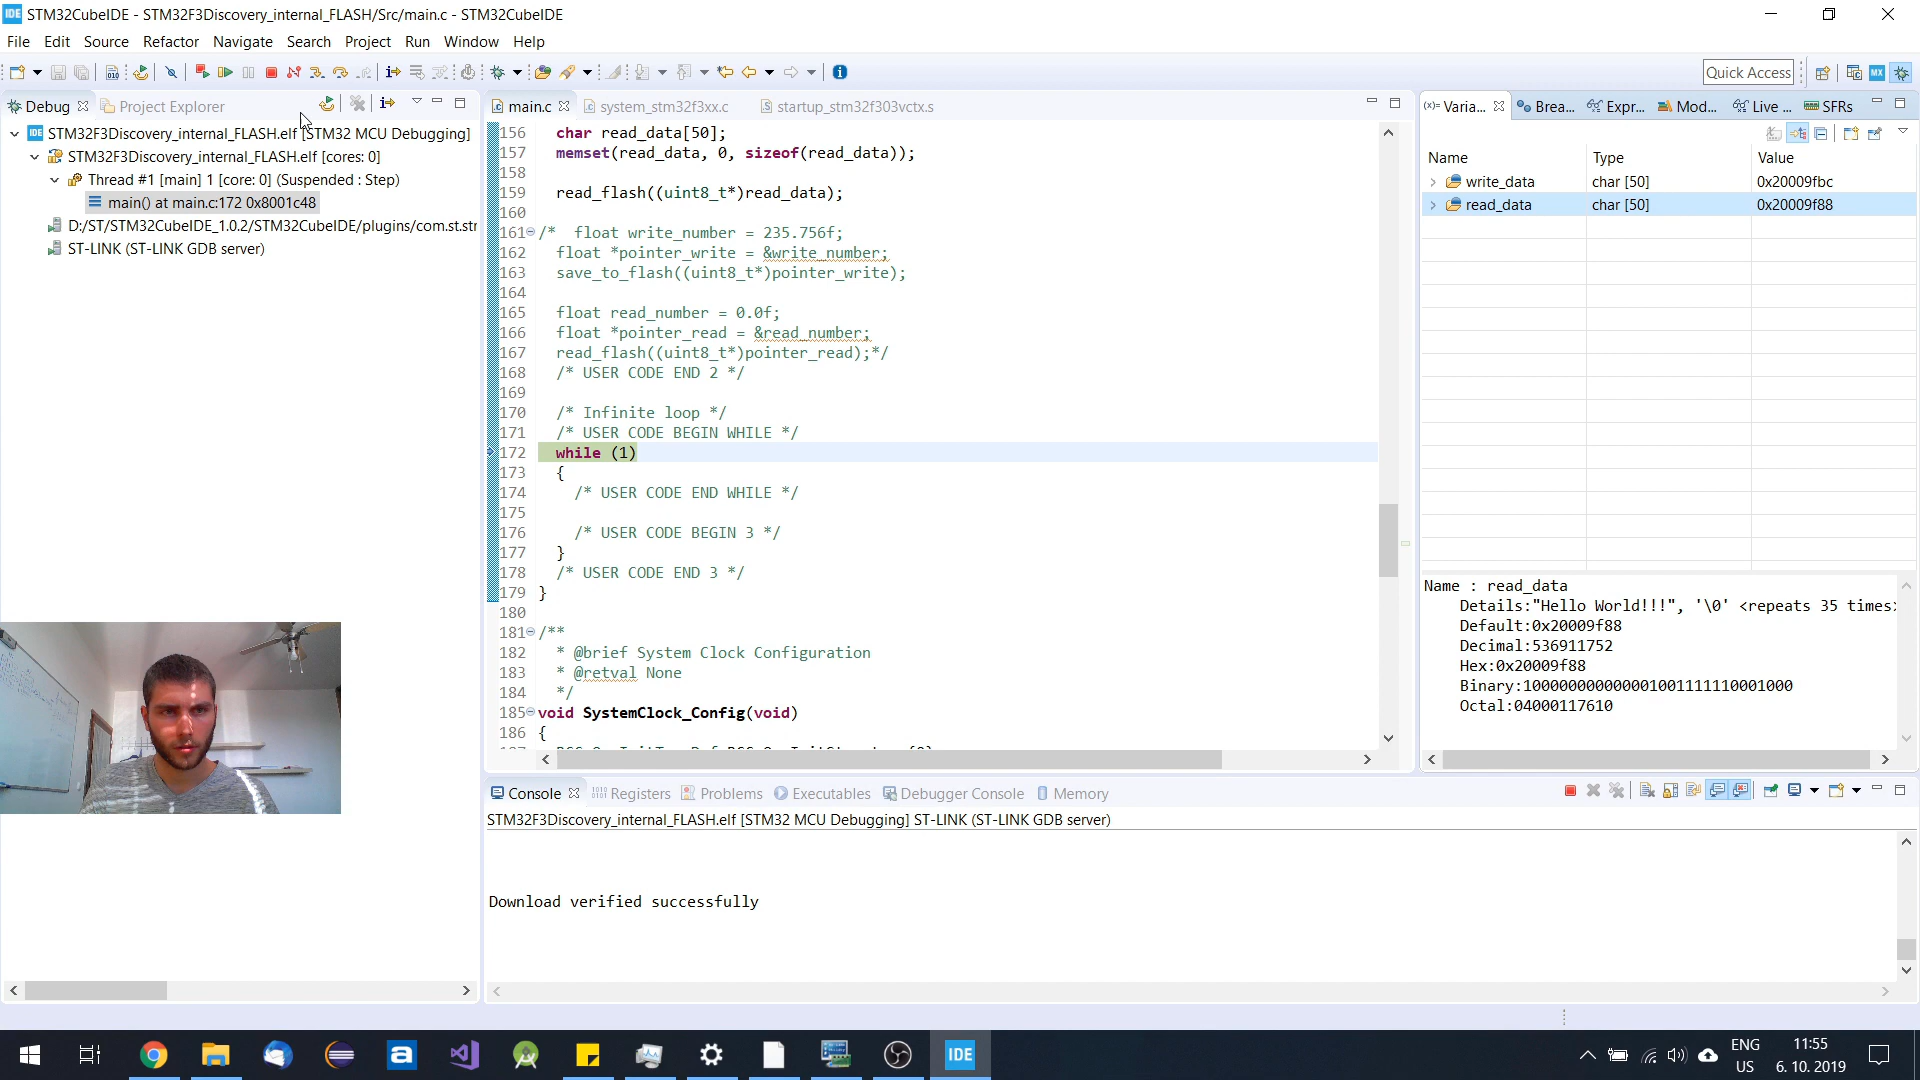 IDE STM32CubeIDE - STM32F3Discovery_internal_FLASH/Src/main.c - STM32CubeIDE
File Edit Source Refactor Navigate Search Project Run Window Help
Quick Access
MX
Debug Project Explorer
IDE STM32F3Discovery_internal_FLASH.elf [STM32 MCU Debugging]
STM32F3Discovery_internal_FLASH.elf [cores: 0]
Thread #1 [main] 1 [core: 0] (Suspended : Step)
main() at main.c:172 0x8001c48
D:/ST/STM32CubeIDE_1.0.2/STM32CubeIDE/plugins/com.st.str
ST-LINK (ST-LINK GDB server)
main.c system_stm32f3xx.c startup_stm32f303vctx.s
156 char read_data[50];
157 memset(read_data, 0, sizeof(read_data));
158
159 read_flash((uint8_t*)read_data);
160
161 /* float write_number = 235.756f;
162 float *pointer_write = &write_number;
163 save_to_flash((uint8_t*)pointer_write);
164
165 float read_number = 0.0f;
166 float *pointer_read = &read_number;
167 read_flash((uint8_t*)pointer_read);*/
168 /* USER CODE END 2 */
169
170 /* Infinite loop */
171 /* USER CODE BEGIN WHILE */
172 while (1)
173 {
174 /* USER CODE END WHILE */
175
176 /* USER CODE BEGIN 3 */
177 }
178 /* USER CODE END 3 */
179 }
180
181 /**
182 * @brief System Clock Configuration
183 * @retval None
184 */
185 void SystemClock_Config(void)
186 {
(x)= Varia... Brea... Expr... Mod... Live ... SFRs
Name Type Value
write_data char [50] 0x20009fbc
read_data char [50] 0x20009f88
Name : read_data
Details:"Hello World!!!", '\0' <repeats 35 times>
Default:0x20009f88
Decimal:536911752
Hex:0x20009f88
Binary:100000000000001001111110001000
Octal:04000117610
Console Registers Problems Executables Debugger Console Memory
STM32F3Discovery_internal_FLASH.elf [STM32 MCU Debugging] ST-LINK (ST-LINK GDB server)
Download verified successfully
IDE
ENG
US
11:55
6. 10. 2019